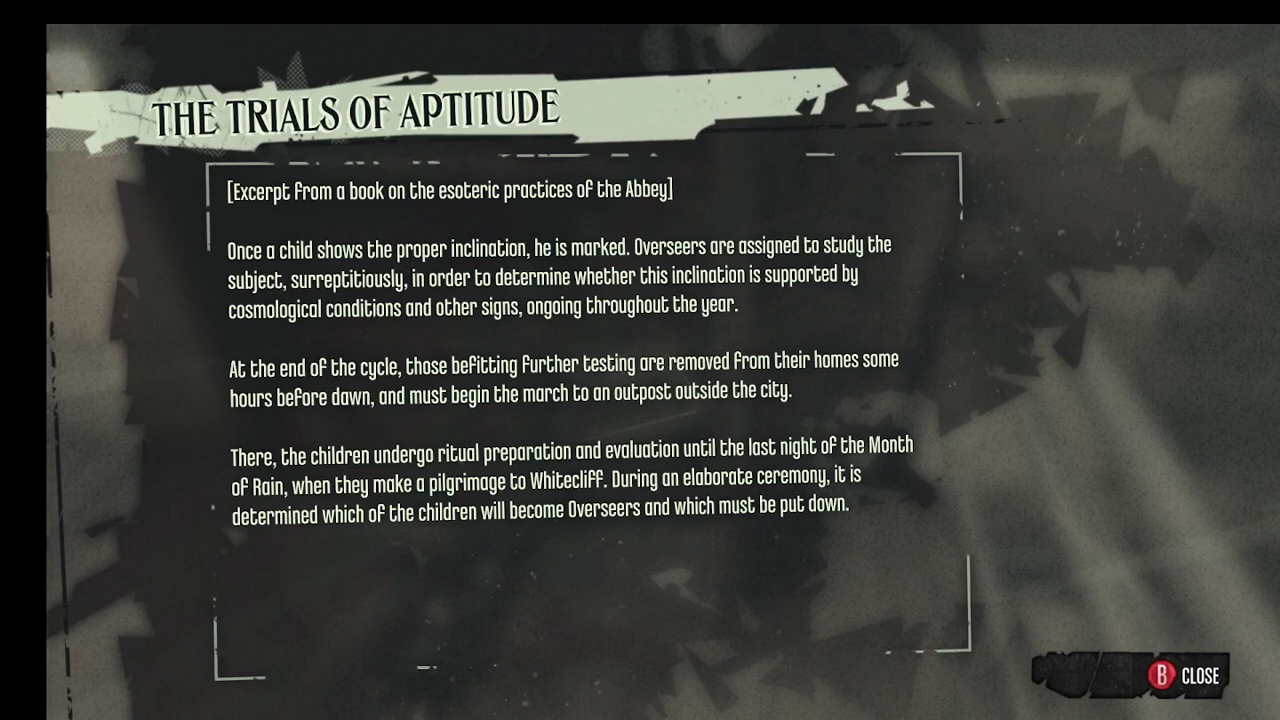 THE TRIALS OF APTITUDE
[Excerpt from a book on the esoteric practices of the Abbey]
Once a child shows the proper inclination, he is marked. Overseers are assigned to study the
subject, surreptitiously, in order to determine whether this inclination is supported by
cosmological conditions and other signs, ongoing throughout the year.
At the end of the cycle, those befitting further testing are removed from their homes some
hours before dawn, and must begin the march to an outpost outside the city.
There, the children undergo ritual preparation and evaluation until the last night of the Month
of Rain, when they make a pilgrimage to Whitecliff. During an elaborate ceremony, it is
determined which of the children will become Overseers and which must be put down.
B CLOSE